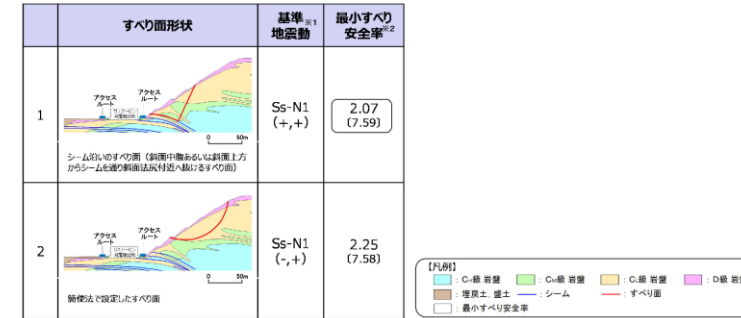 すべり面形状
基準※1
地震動
最小すべり
安全率※2
1
アクセス
ルート
アクセス
ルート
0 50m
シーム沿いのすべり面（斜面中腹あるいは斜面上方
からシームを通り斜面法尻付近へ抜けるすべり面）
Ss-N1
(+,+)
2.07
〔7.59〕
2
アクセス
ルート
アクセス
ルート
0 50m
簡便法で設定したすべり面
Ss-N1
(-,+)
2.25
〔7.58〕
【凡例】
：CH級 岩盤 ：CM級 岩盤 ：CL級 岩盤 ：D級 岩盤
：埋戻土、盛土 ：シーム ：すべり面
：最小すべり安全率